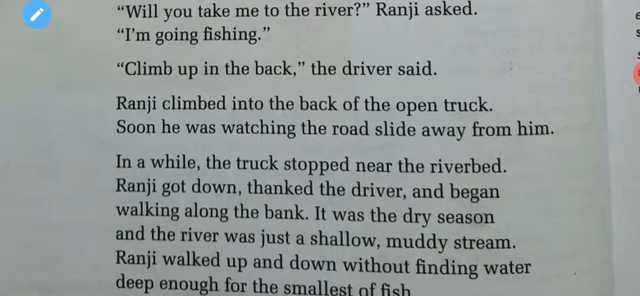 “Will you take me to the river?” Ranji asked.
“I’m going fishing.”
“Climb up in the back,” the driver said.
Ranji climbed into the back of the open truck.
Soon he was watching the road slide away from him.
In a while, the truck stopped near the riverbed.
Ranji got down, thanked the driver, and began
walking along the bank. It was the dry season
and the river was just a shallow, muddy stream.
Ranji walked up and down without finding water
deep enough for the smallest of fish